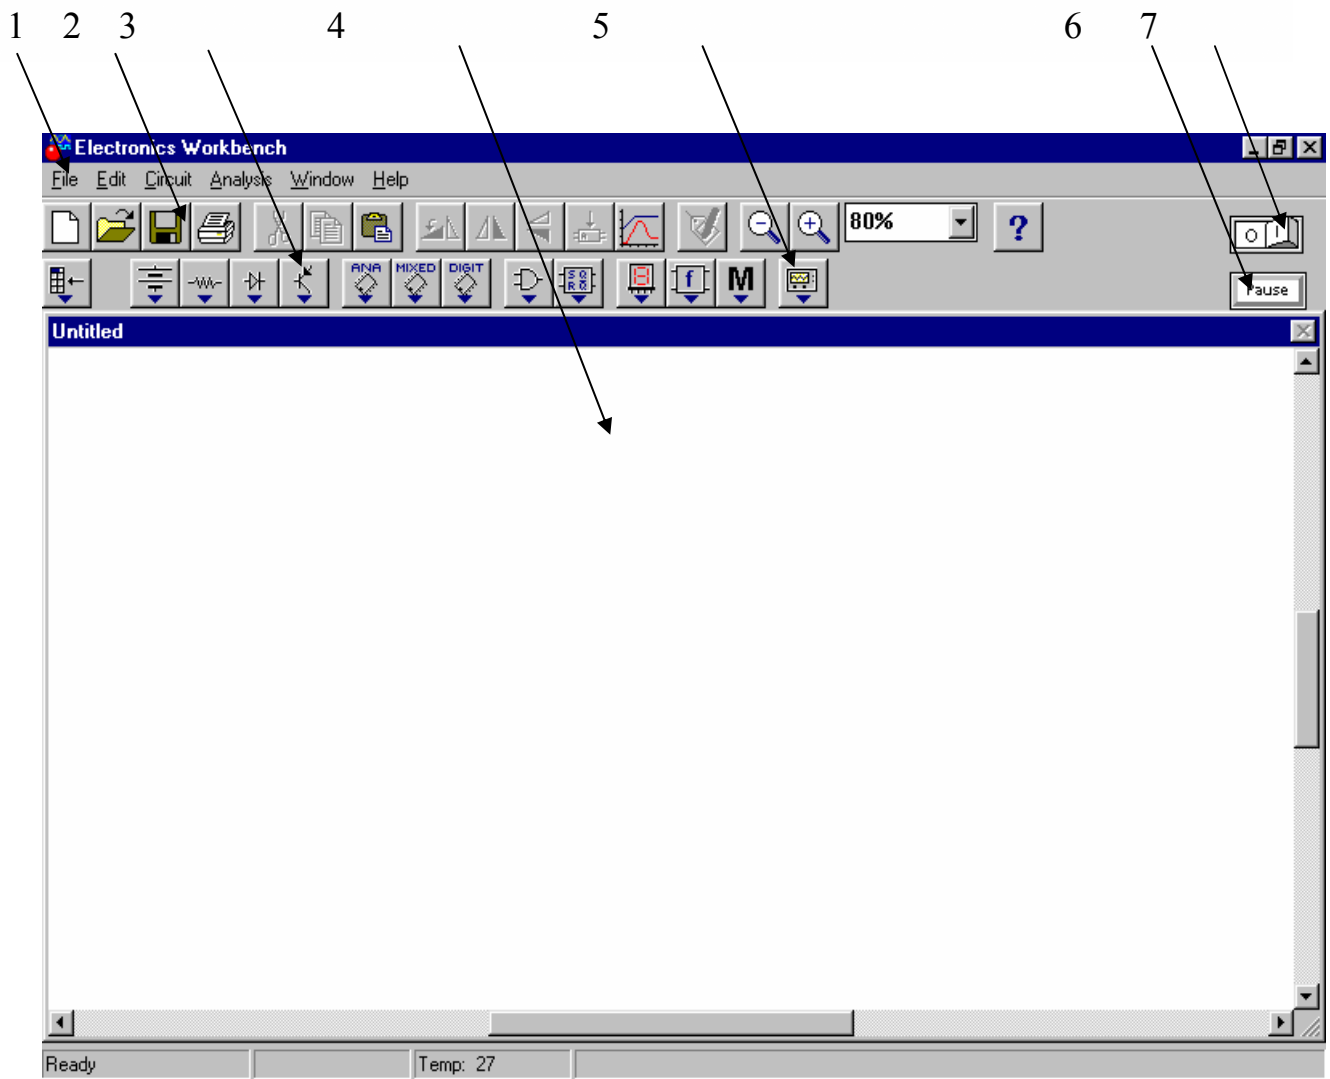 1 2 3 4 5 6 7
Electronics Workbench
File Edit Circuit Analysis Window Help
80% ?
O I
ANA MIXED DIGIT
S Q
R Q
f M
Pause
Untitled
Ready Temp: 27